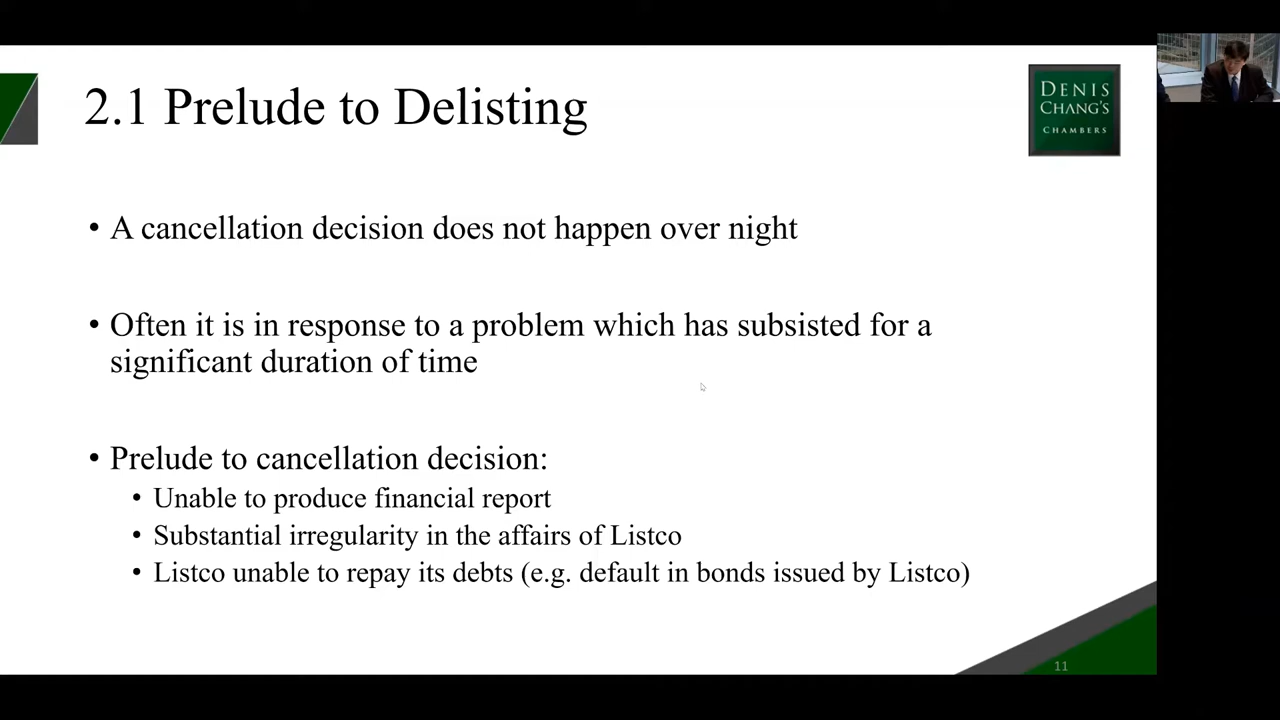 2.1 Prelude to Delisting
DENIS
CHANG'S
CHAMBERS
• A cancellation decision does not happen over night
• Often it is in response to a problem which has subsisted for a
significant duration of time
• Prelude to cancellation decision:
• Unable to produce financial report
• Substantial irregularity in the affairs of Listco
• Listco unable to repay its debts (e.g. default in bonds issued by Listco)
11